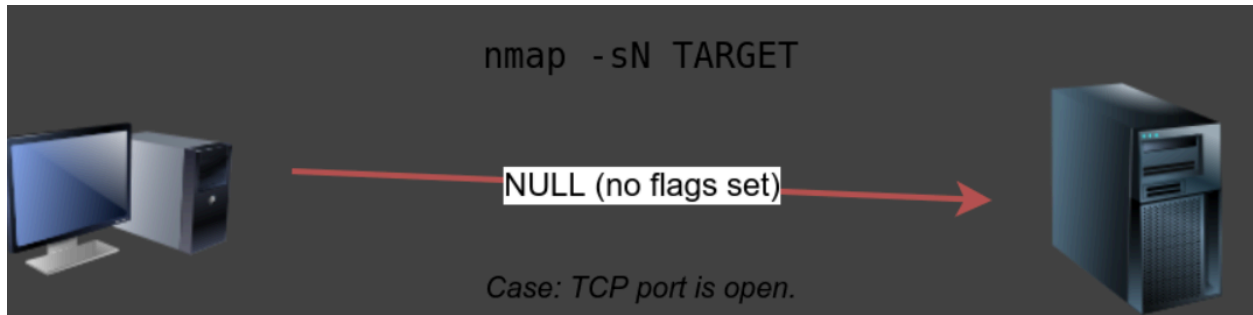 nmap -sN TARGET
NULL (no flags set)
Case: TCP port is open.